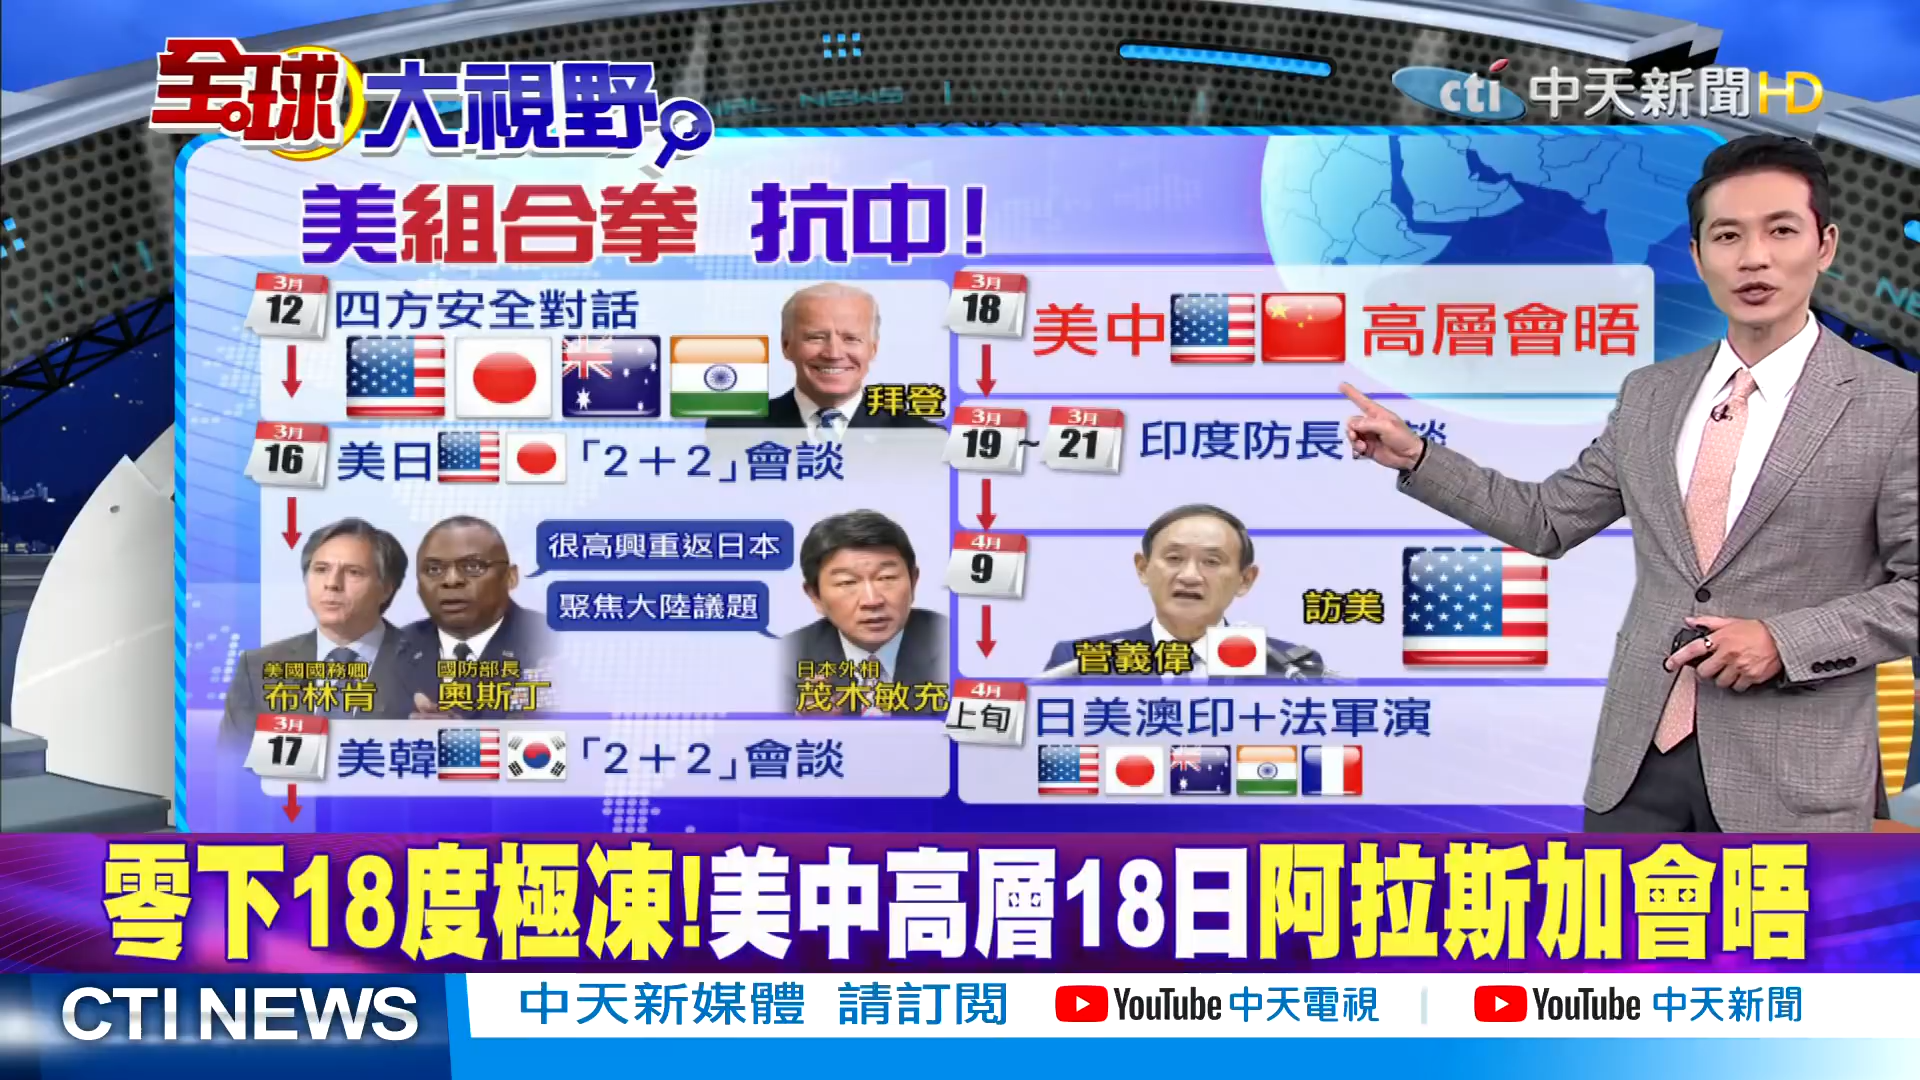 全球大視野
cti 中天新聞HD
美組合拳 抗中!
3月
12
四方安全對話
拜登
3月
16
美日「2+2」會談
很高興重返日本
聚焦大陸議題
美國國務卿
布林肯
國防部長
奧斯丁
日本外相
茂木敏充
3月
17
美韓「2+2」會談
3月
18
美中 高層會晤
3月
19
~
3月
21
印度防長 談
4月
9
菅義偉
訪美
4月
上旬
日美澳印+法軍演
零下18度極凍!美中高層18日阿拉斯加會晤
CTI NEWS
中天新媒體 請訂閱
YouTube 中天電視
YouTube 中天新聞